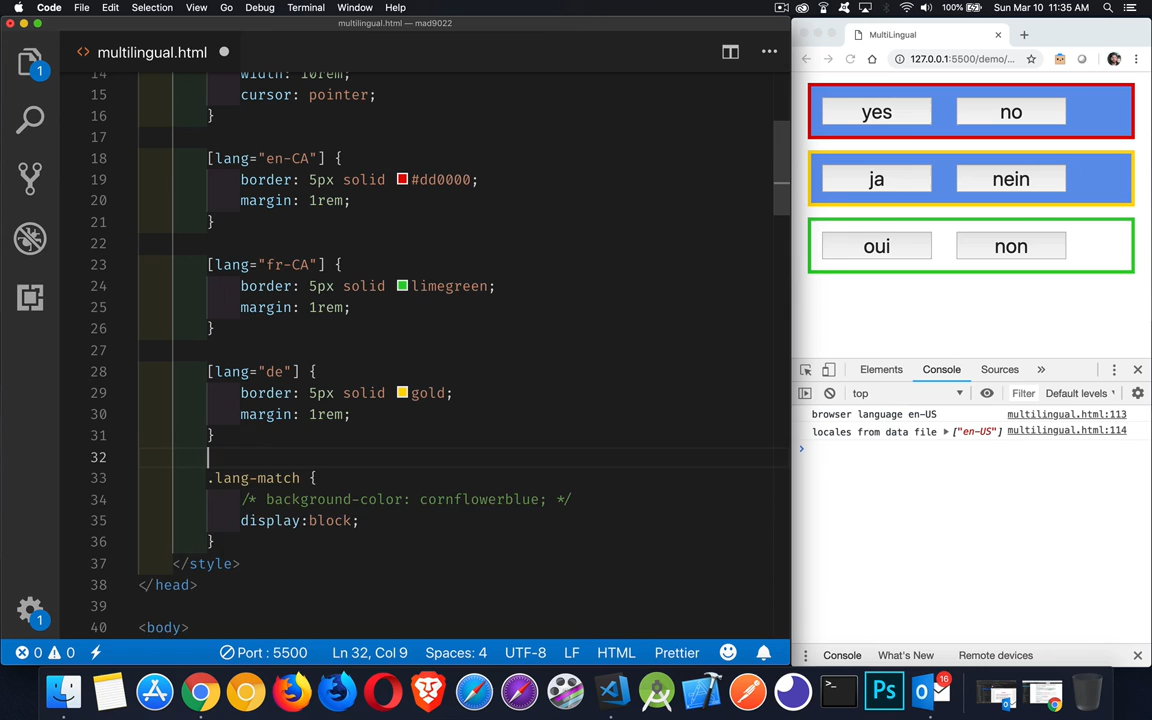 Code File Edit Selection View Go Debug Terminal Window Help 100% Sun Mar 10 11:35 AM
multilingual.html — mad9022
multilingual.html
MultiLingual
127.0.0.1:5500/demo/...
1
15 cursor: pointer;
16 }
17
18 [lang="en-CA"] {
19 border: 5px solid #dd0000;
20 margin: 1rem;
21 }
22
23 [lang="fr-CA"] {
24 border: 5px solid limegreen;
25 margin: 1rem;
26 }
27
28 [lang="de"] {
29 border: 5px solid gold;
30 margin: 1rem;
31 }
32
33 .lang-match {
34 /* background-color: cornflowerblue; */
35 display:block;
36 }
37 </style>
38 </head>
39
40 <body>
1
0 0 Port : 5500 Ln 32, Col 9 Spaces: 4 UTF-8 LF HTML Prettier
yes no
ja nein
oui non
Elements Console Sources »
top Filter Default levels
browser language en-US multilingual.html:113
locales from data file ["en-US"] multilingual.html:114
Console What's New Remote devices
>_ Ps 16